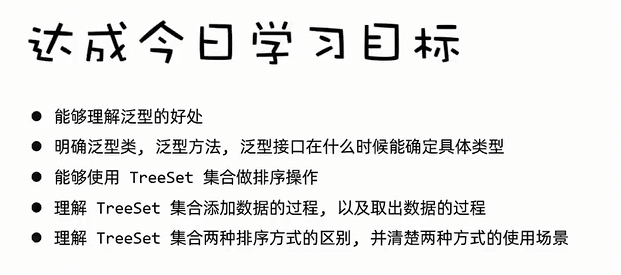 达成今日学习目标
● 能够理解泛型的好处
● 明确泛型类, 泛型方法, 泛型接口在什么时候能确定具体类型
● 能够使用 TreeSet 集合做排序操作
● 理解 TreeSet 集合添加数据的过程, 以及取出数据的过程
● 理解 TreeSet 集合两种排序方式的区别, 并清楚两种方式的使用场景